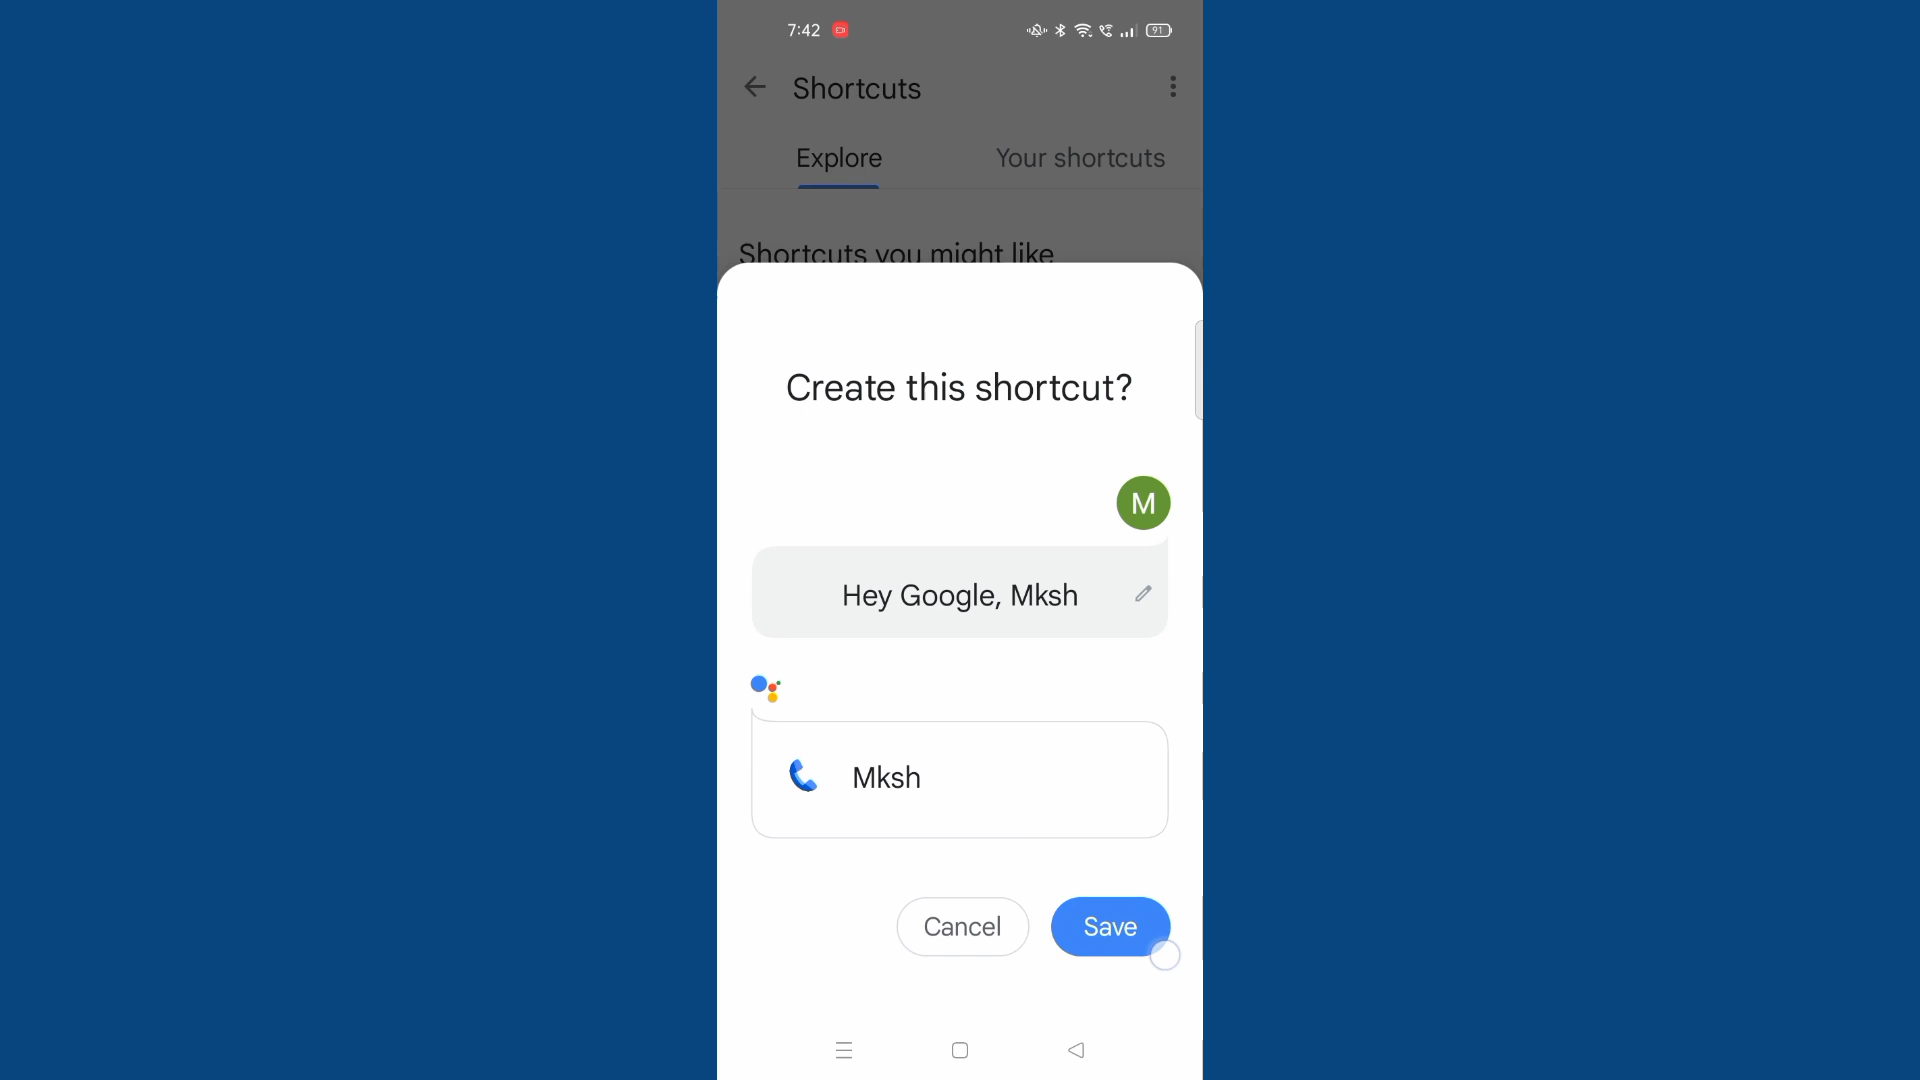 7:42
91
Shortcuts
Explore
Your shortcuts
Shortcuts you might like
Create this shortcut?
M
Hey Google, Mksh
Mksh
Cancel
Save